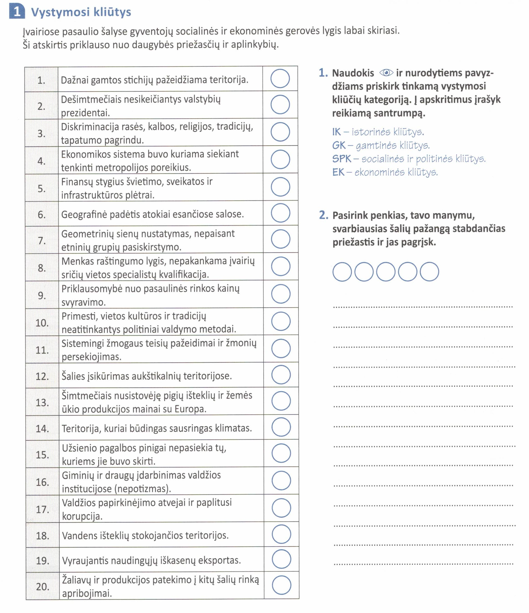 1 Vystymosi kliūtys
Įvairiose pasaulio šalyse gyventojų socialinės ir ekonominės gerovės lygis labai skiriasi.
Ši atskirtis priklauso nuo daugybės priežasčių ir aplinkybių.
1. Dažnai gamtos stichijų pažeidžiama teritorija.
2. Dešimtmečiais nesikeičiantys valstybių
prezidentai.
3. Diskriminacija rasės, kalbos, religijos, tradicijų,
tapatumo pagrindu.
4. Ekonomikos sistema buvo kuriama siekiant
tenkinti metropolijos poreikius.
5. Finansų stygius švietimo, sveikatos ir
infrastruktūros plėtrai.
6. Geografinė padėtis atokiai esančiose salose.
7. Geometrinių sienų nustatymas, nepaisant
etninių grupių pasiskirstymo.
8. Menkas raštingumo lygis, nepakankama įvairių
sričių vietos specialistų kvalifikacija.
9. Priklausomybė nuo pasaulinės rinkos kainų
svyravimo.
10. Primesti, vietos kultūros ir tradicijų
neatitinkantys politiniai valdymo metodai.
11. Sistemingi žmogaus teisių pažeidimai ir žmonių
persekiojimas.
12. Šalies įsikūrimas aukštikalnių teritorijose.
13. Šimtmečiais nusistovėję pigių išteklių ir žemės
ūkio produkcijos mainai su Europa.
14. Teritorija, kuriai būdingas sausringas klimatas.
15. Užsienio pagalbos pinigai nepasiekia tų,
kuriems jie buvo skirti.
16. Giminių ir draugų įdarbinimas valdžios
institucijose (nepotizmas).
17. Valdžios papirkinėjimo atvejai ir paplitusi
korupcija.
18. Vandens išteklių stokojančios teritorijos.
19. Vyraujantis naudingųjų iškasenų eksportas.
20. Žaliavų ir produkcijos patekimo į kitų šalių rinką
apribojimai.
1. Naudokis ir nurodytiems pavyz-
džiams priskirk tinkamą vystymosi
kliūčių kategoriją. Į apskritimus įrašyk
reikiamą santrumpą.
IK – istorinės kliūtys.
GK – gamtinės kliūtys.
SPK – socialinės ir politinės kliūtys.
EK – ekonominės kliūtys.
2. Pasirink penkias, tavo manymu,
svarbiausias šalių pažangą stabdančias
priežastis ir jas pagrįsk.